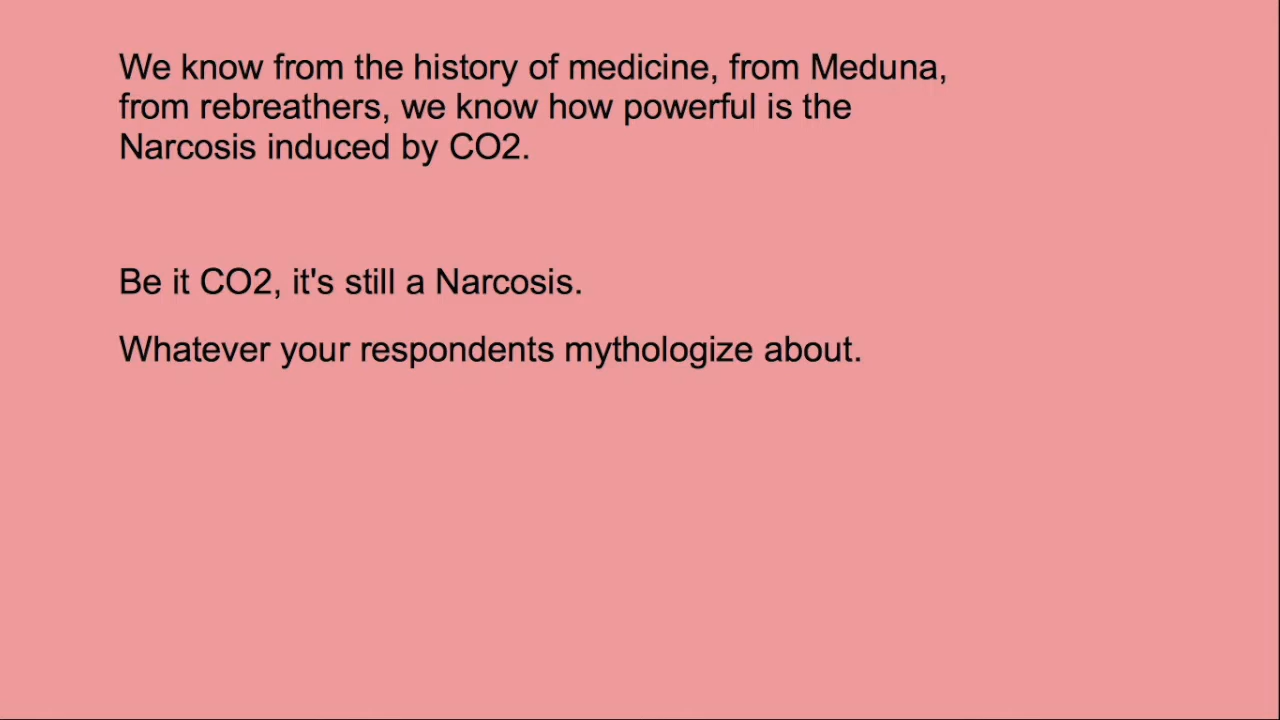 We know from the history of medicine, from Meduna,
from rebreathers, we know how powerful is the
Narcosis induced by CO2.
Be it CO2, it's still a Narcosis.
Whatever your respondents mythologize about.